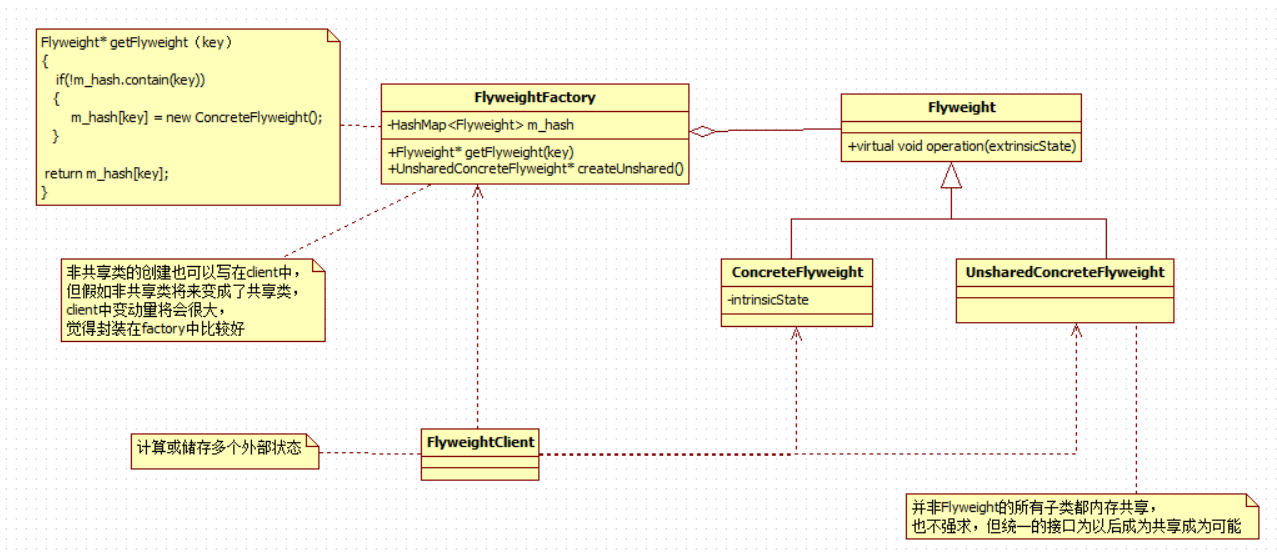 Flyweight* getFlyweight（key）
{
if(!m_hash.contain(key))
{
m_hash[key] = new ConcreteFlyweight();
}
return m_hash[key];
}
FlyweightFactory
-HashMap<Flyweight> m_hash
+Flyweight* getFlyweight(key)
+UnsharedConcreteFlyweight* createUnshared()
Flyweight
+virtual void operation(extrinsicState)
非共享类的创建也可以写在client中，
但假如非共享类将来变成了共享类，
client中变动量将会很大，
觉得封装在factory中比较好
ConcreteFlyweight
-intrinsicState
UnsharedConcreteFlyweight
计算或储存多个外部状态
FlyweightClient
并非Flyweight的所有子类都内存共享，
也不强求，但统一的接口为以后成为共享成为可能